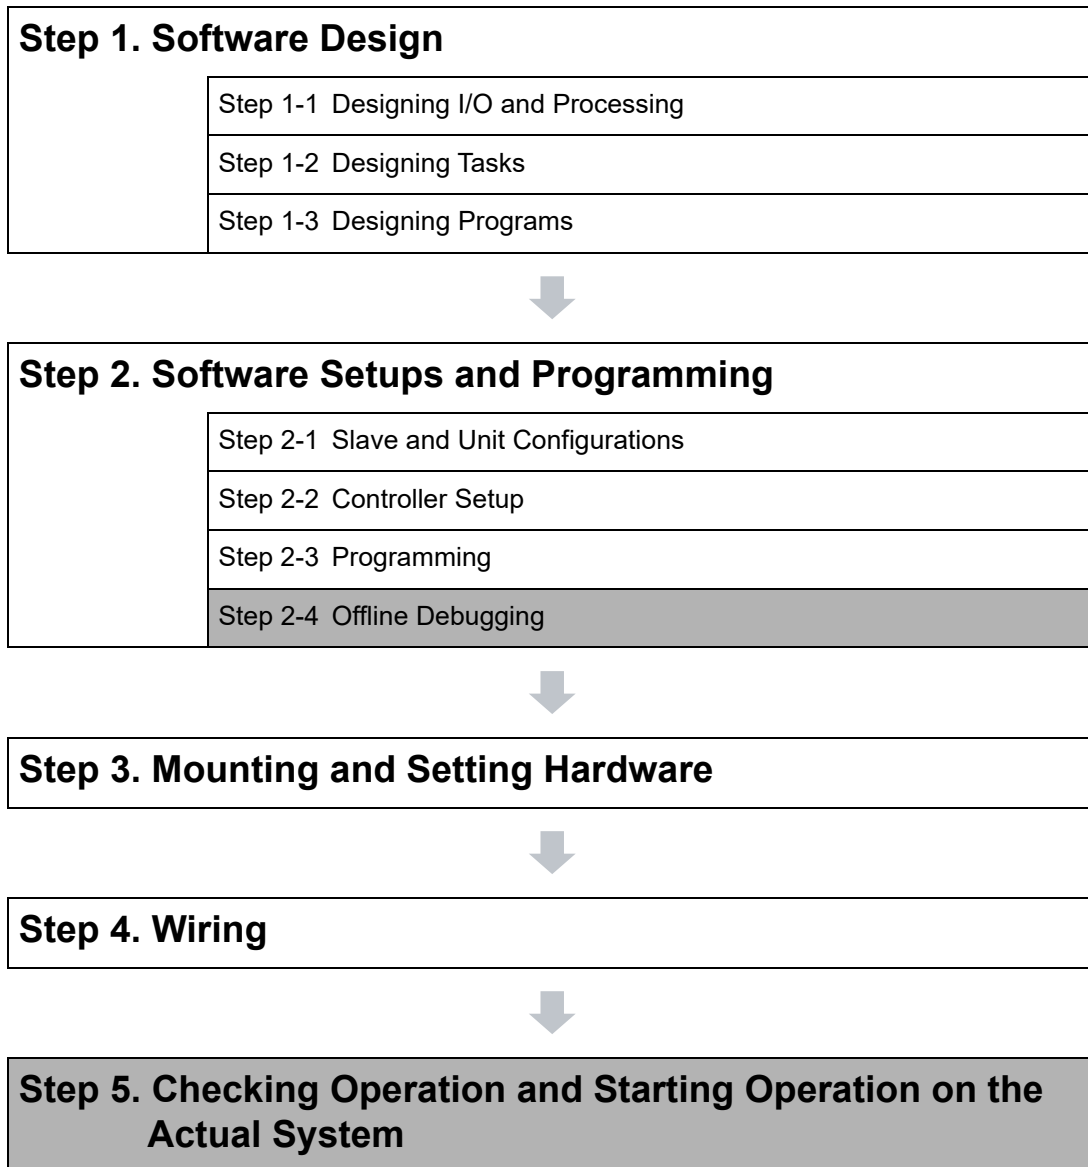 Step 1. Software Design
Step 1-1 Designing I/O and Processing
Step 1-2 Designing Tasks
Step 1-3 Designing Programs
Step 2. Software Setups and Programming
Step 2-1 Slave and Unit Configurations
Step 2-2 Controller Setup
Step 2-3 Programming
Step 2-4 Offline Debugging
Step 3. Mounting and Setting Hardware
Step 4. Wiring
Step 5. Checking Operation and Starting Operation on the
Actual System